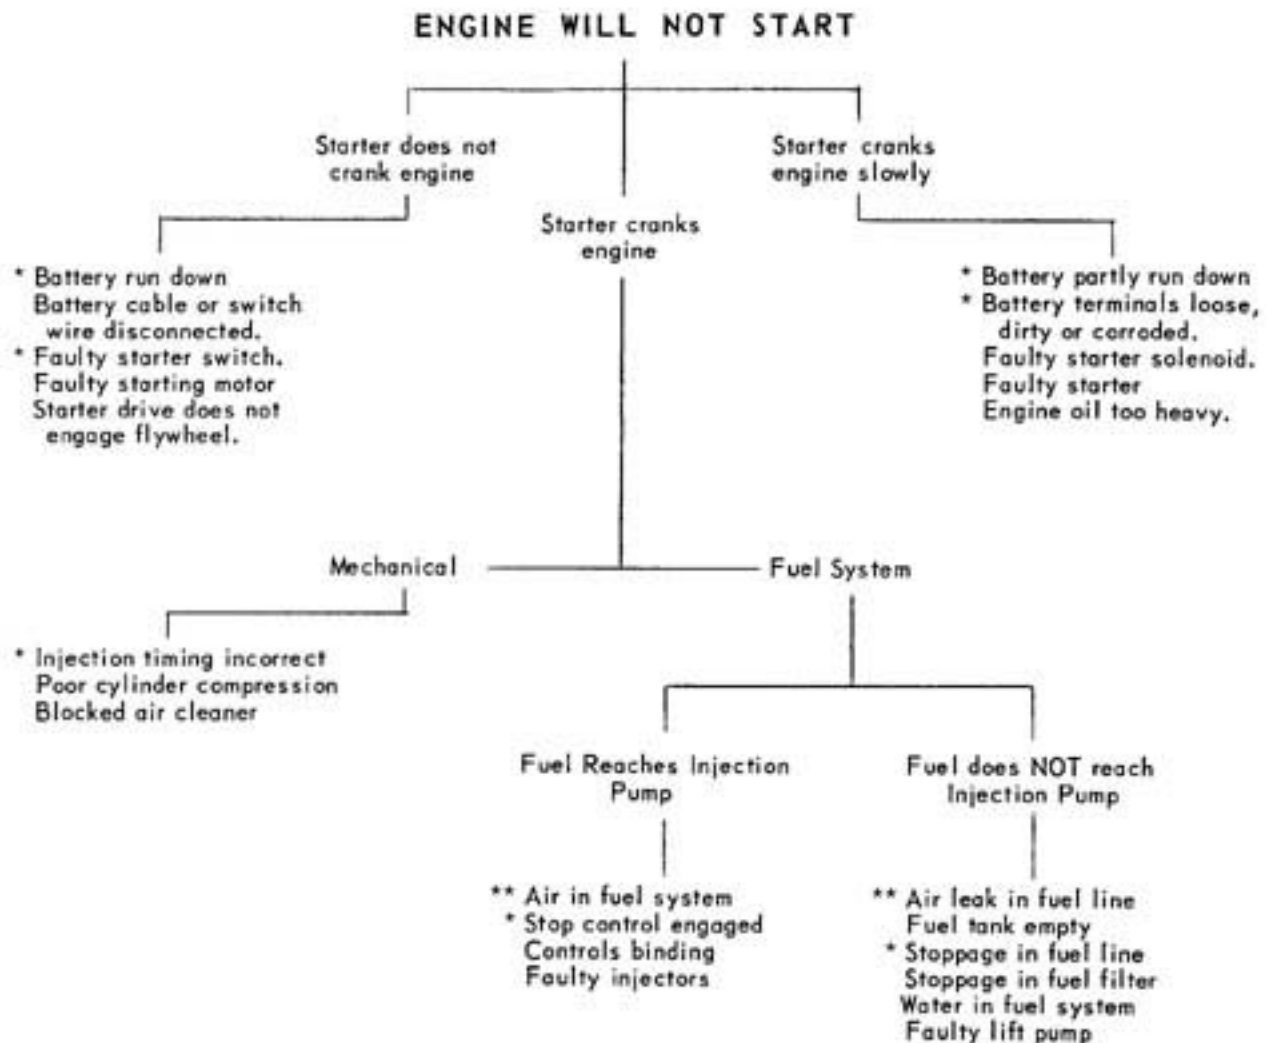 ENGINE WILL NOT START
Starter does not
crank engine
Starter cranks
engine slowly
Starter cranks
engine
* Battery run down
Battery cable or switch
wire disconnected.
* Faulty starter switch.
Faulty starting motor
Starter drive does not
engage flywheel.
* Battery partly run down
* Battery terminals loose,
dirty or corroded.
Faulty starter solenoid.
Faulty starter
Engine oil too heavy.
Mechanical
Fuel System
* Injection timing incorrect
Poor cylinder compression
Blocked air cleaner
Fuel Reaches Injection
Pump
Fuel does NOT reach
Injection Pump
** Air in fuel system
* Stop control engaged
Controls binding
Faulty injectors
** Air leak in fuel line
Fuel tank empty
* Stoppage in fuel line
Stoppage in fuel filter
Water in fuel system
Faulty lift pump